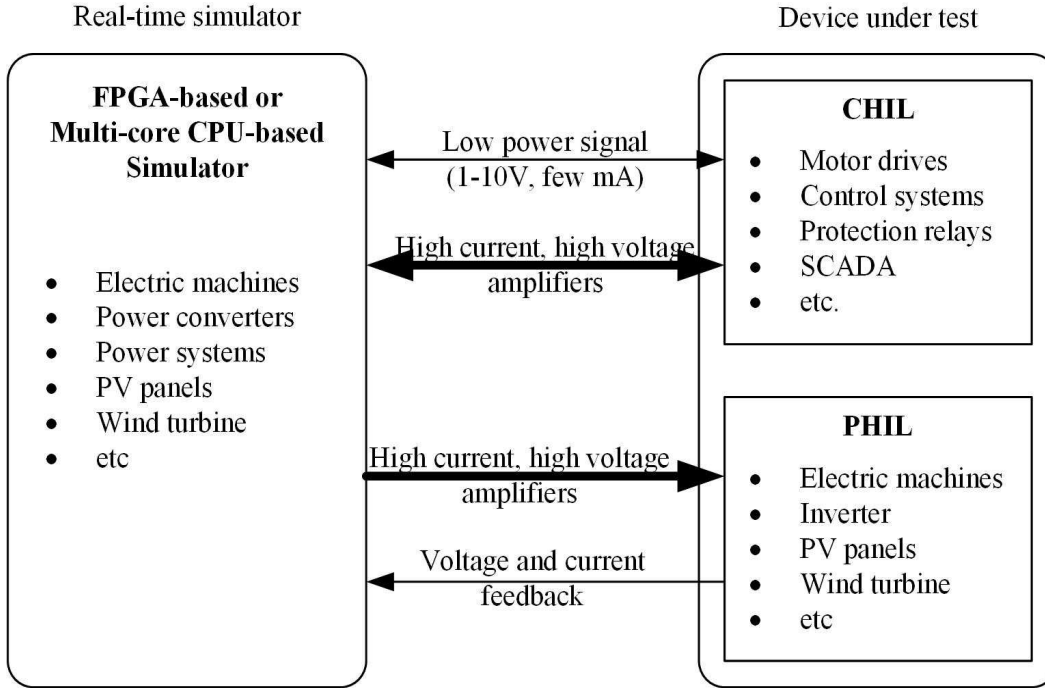 Real-time simulator
Device under test
FPGA-based or
Multi-core CPU-based
Simulator
• Electric machines
• Power converters
• Power systems
• PV panels
• Wind turbine
• etc
Low power signal
(1-10V, few mA)
High current, high voltage
amplifiers
High current, high voltage
amplifiers
Voltage and current
feedback
CHIL
• Motor drives
• Control systems
• Protection relays
• SCADA
• etc.
PHIL
• Electric machines
• Inverter
• PV panels
• Wind turbine
• etc